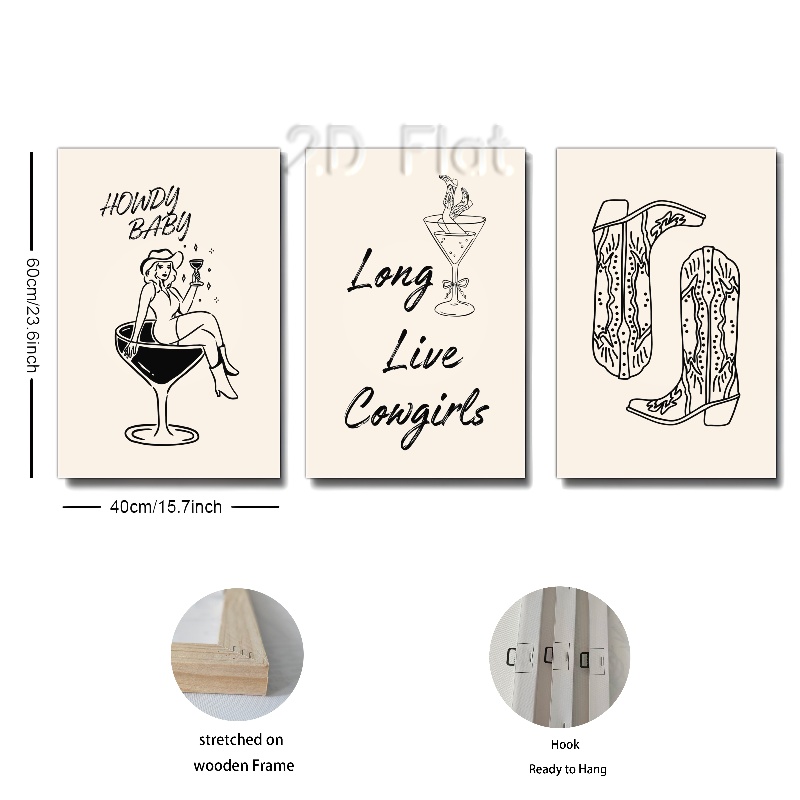 2D Flat
HOWDY
BABY
Long
Live
Cowgirls
60cm/23.6inch
40cm/15.7inch
stretched on
wooden Frame
Hook
Ready to Hang